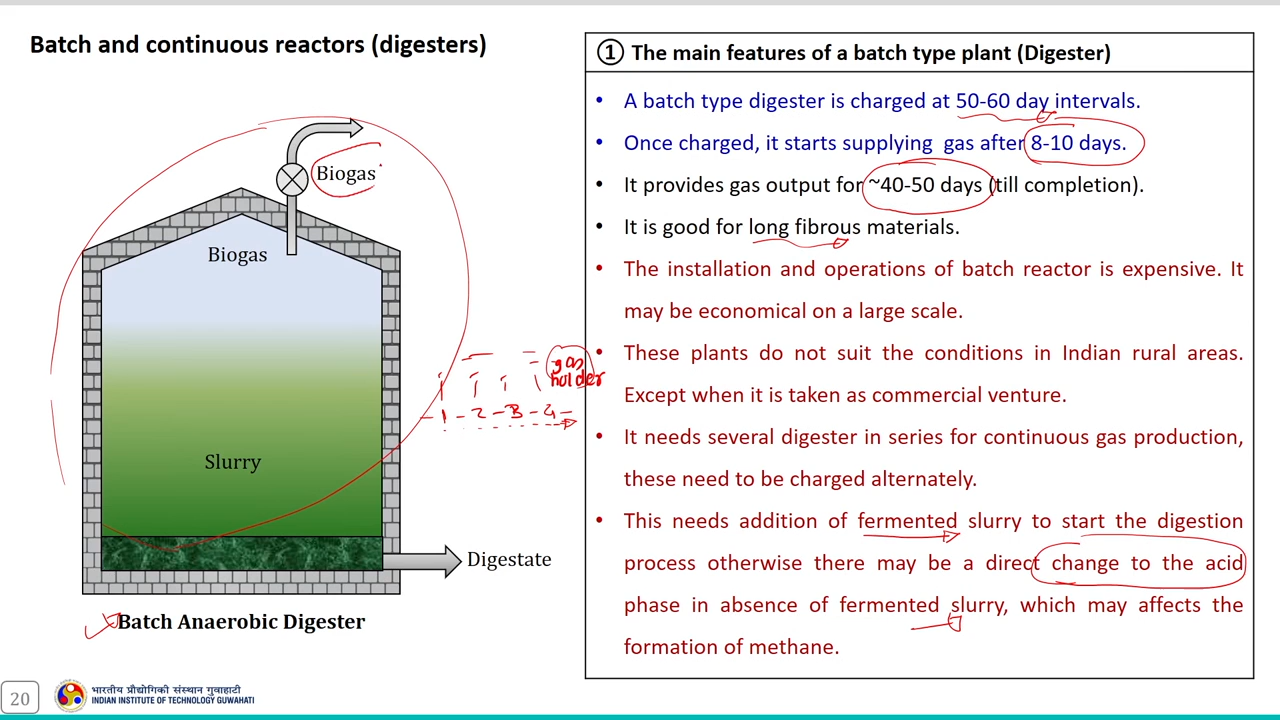 Batch and continuous reactors (digesters)
Biogas
Biogas
Slurry
Digestate
Batch Anaerobic Digester
gas
holder
1 - 2 - 3 - 4 -
① The main features of a batch type plant (Digester)
• A batch type digester is charged at 50-60 day intervals.
• Once charged, it starts supplying gas after 8-10 days.
• It provides gas output for ~40-50 days (till completion).
• It is good for long fibrous materials.
• The installation and operations of batch reactor is expensive. It
may be economical on a large scale.
• These plants do not suit the conditions in Indian rural areas.
Except when it is taken as commercial venture.
• It needs several digester in series for continuous gas production,
these need to be charged alternately.
• This needs addition of fermented slurry to start the digestion
process otherwise there may be a direct change to the acid
phase in absence of fermented slurry, which may affects the
formation of methane.
20
भारतीय प्रौद्योगिकी संस्थान गुवाहाटी
INDIAN INSTITUTE OF TECHNOLOGY GUWAHATI